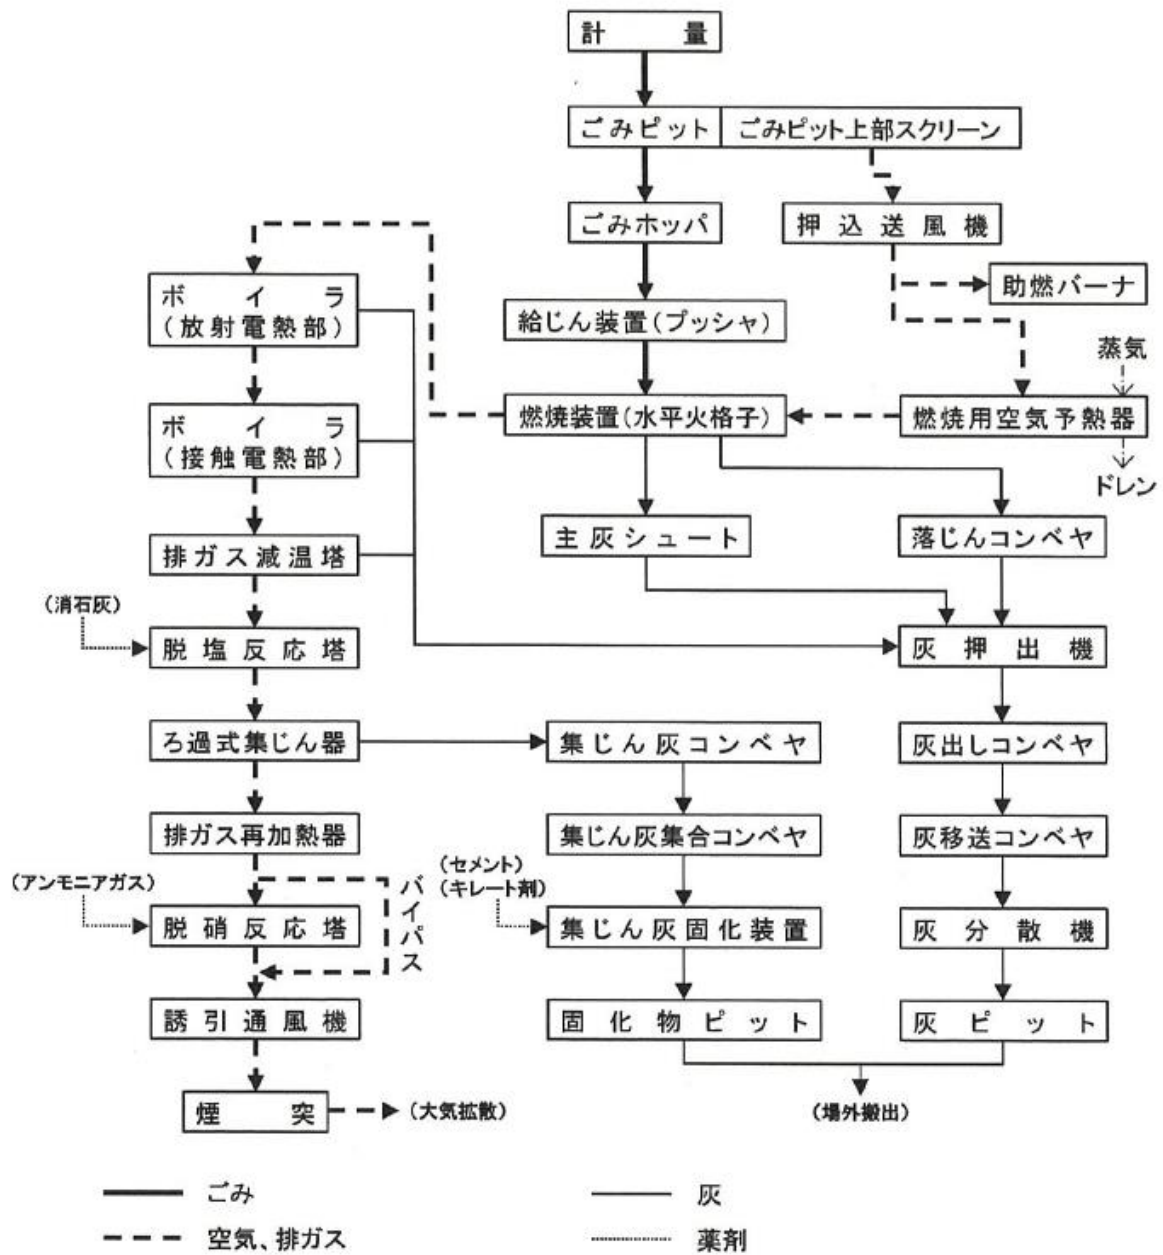 計量
ごみピット
ごみピット上部スクリーン
ごみホッパ
押込送風機
助燃バーナ
ボイラ
(放射電熱部)
給じん装置(プッシャ)
蒸気
ボイラ
(接触電熱部)
燃焼装置(水平火格子)
燃焼用空気予熱器
ドレン
排ガス減温塔
主灰シュート
落じんコンベヤ
(消石灰)
脱塩反応塔
灰押出機
ろ過式集じん器
集じん灰コンベヤ
灰出しコンベヤ
排ガス再加熱器
集じん灰集合コンベヤ
灰移送コンベヤ
(アンモニアガス)
バイパス
(セメント)
(キレート剤)
脱硝反応塔
集じん灰固化装置
灰分散機
誘引通風機
固化物ピット
灰ピット
煙突
(大気拡散)
(場外搬出)
ごみ
灰
空気、排ガス
薬剤